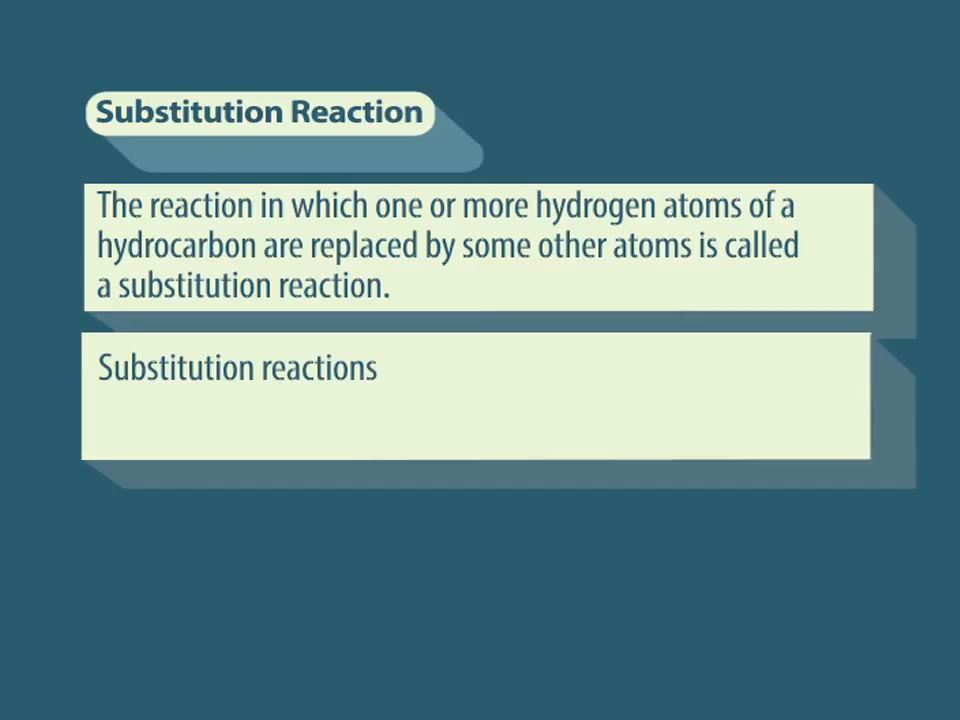 Substitution Reaction
The reaction in which one or more hydrogen atoms of a
hydrocarbon are replaced by some other atoms is called
a substitution reaction.
Substitution reactions